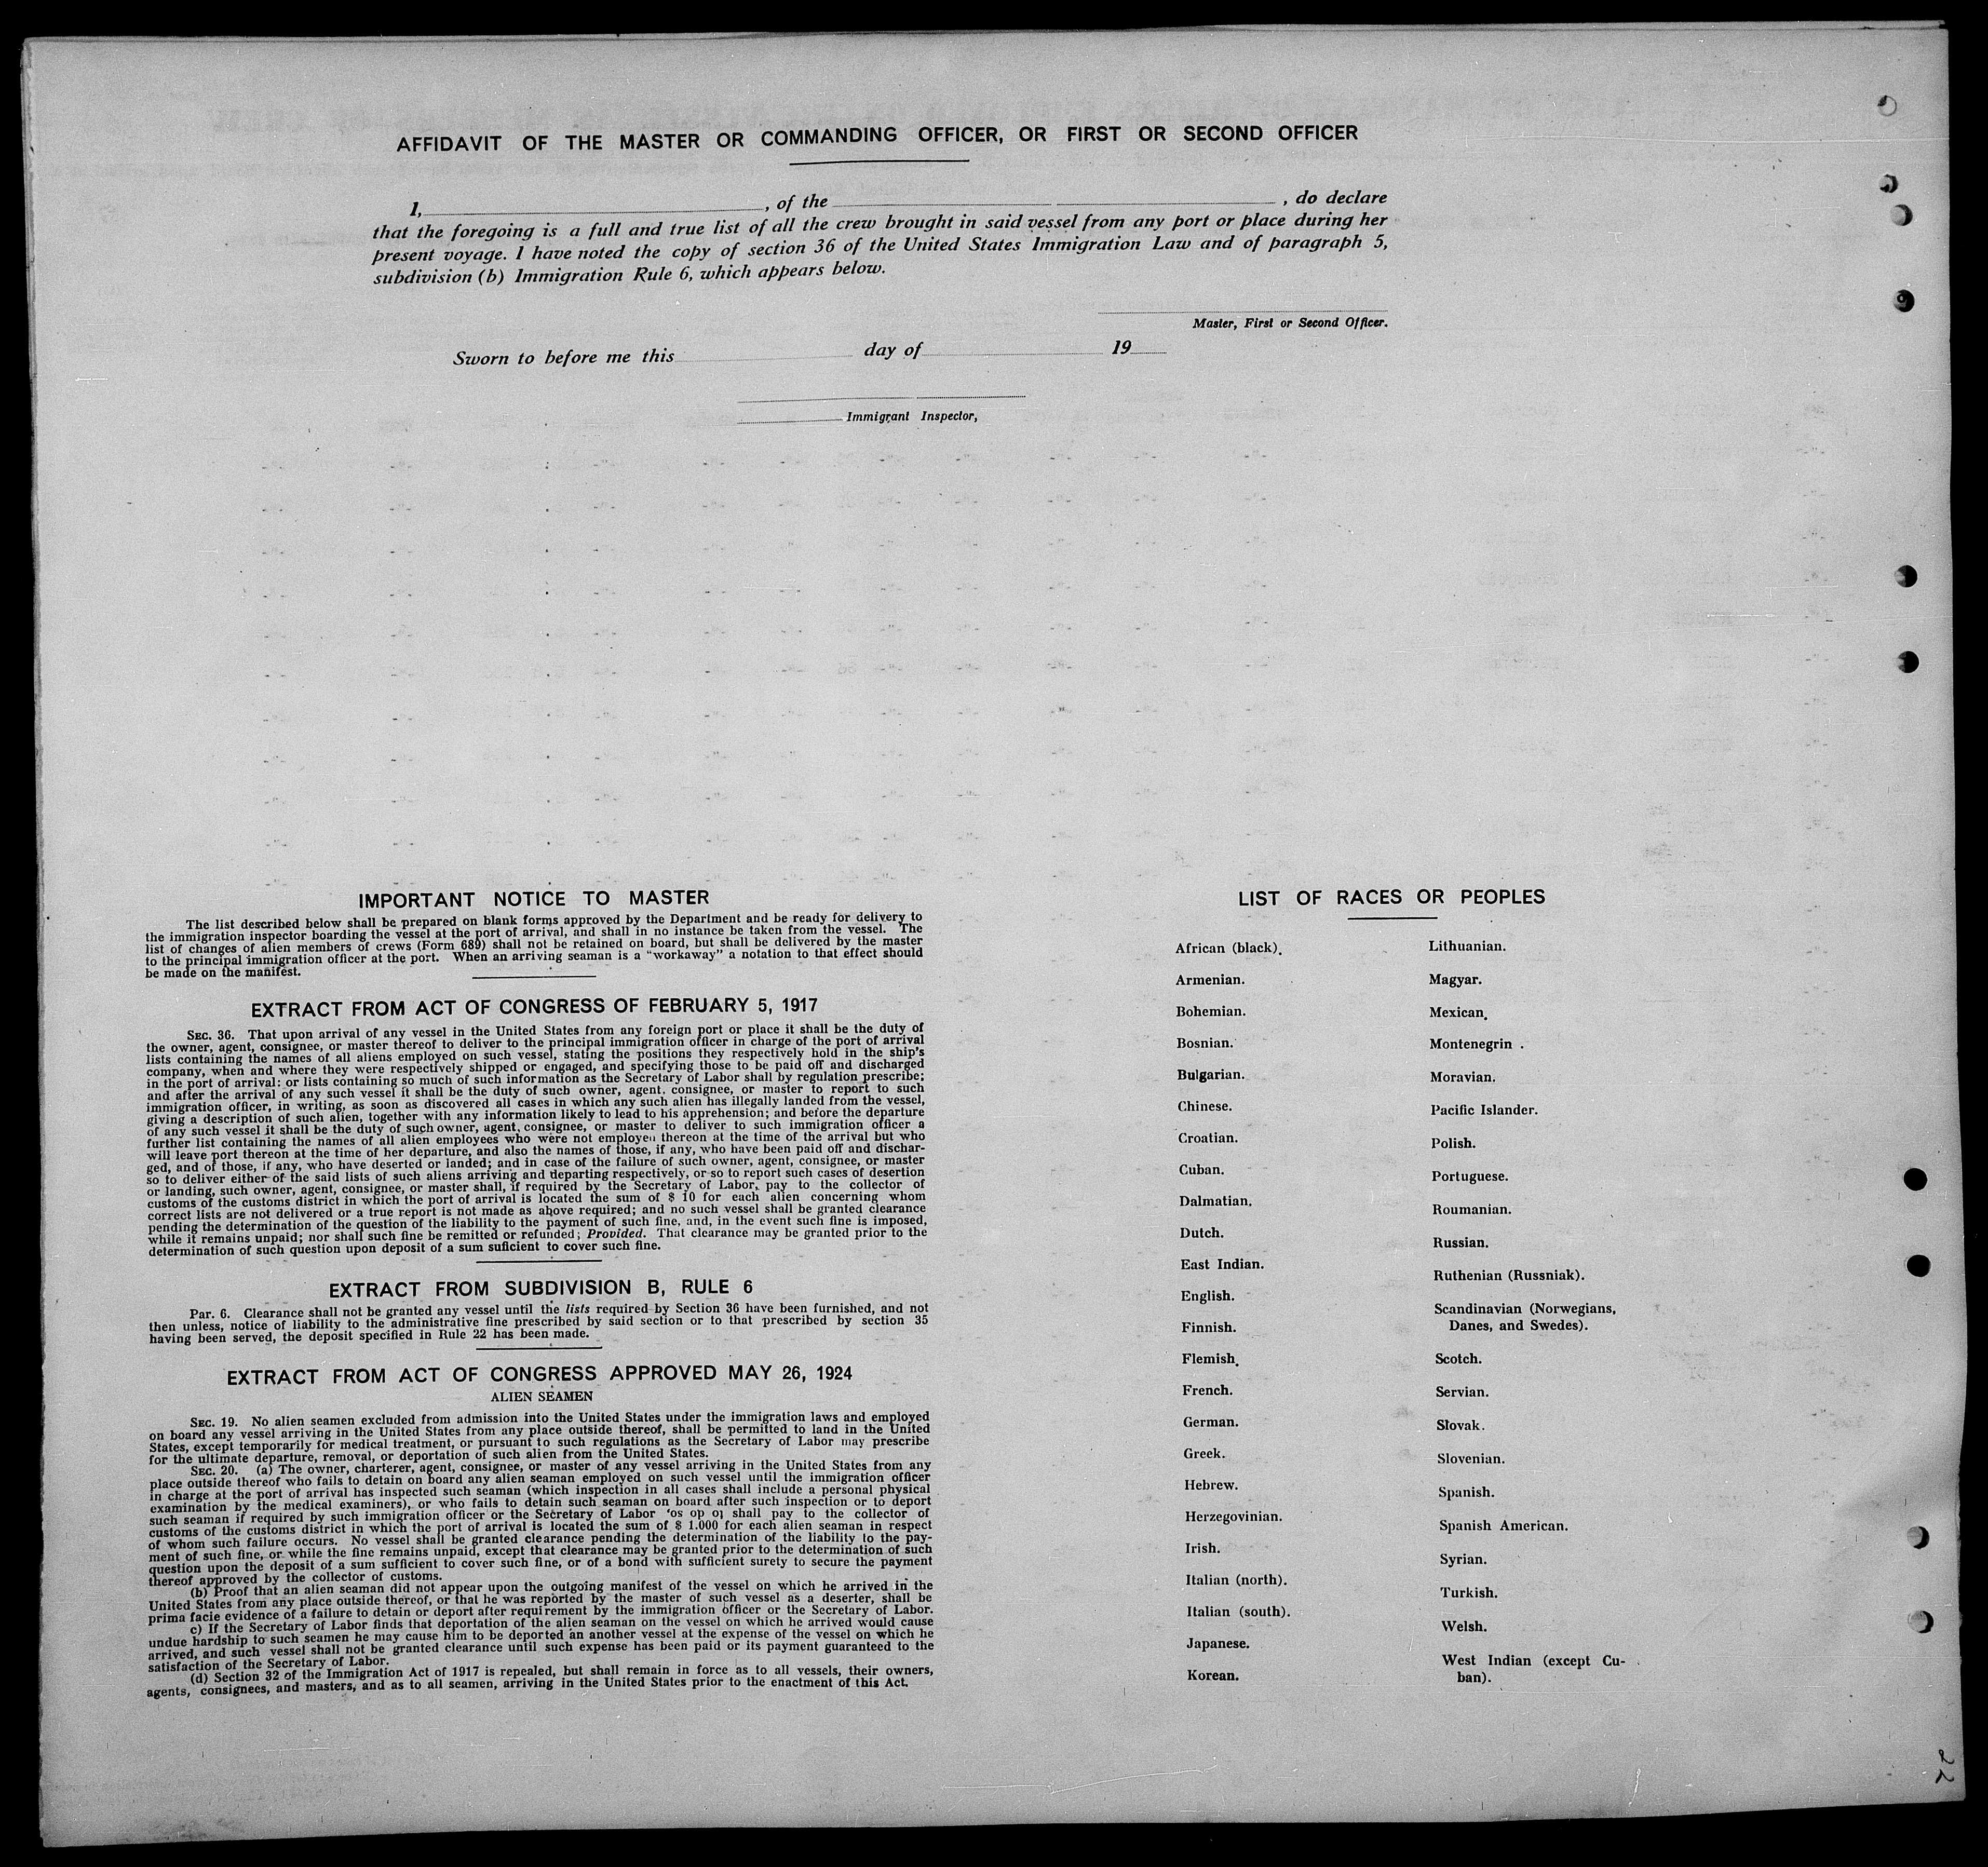 AFFIDAVIT OF THE MASTER OR COMMANDING OFFICER, OR FIRST OR SECOND OFFICER
I, , of the , do declare
that the foregoing is a full and true list of all the crew brought in said vessel from any port or place during her
present voyage. I have noted the copy of section 36 of the United States Immigration Law and of paragraph 5,
subdivision (b) Immigration Rule 6, which appears below.
Master, First or Second Officer.
Sworn to before me this day of 19
Immigrant Inspector,
IMPORTANT NOTICE TO MASTER
The list described below shall be prepared on blank forms approved by the Department and be ready for delivery to
the immigration inspector boarding the vessel at the port of arrival, and shall in no instance be taken from the vessel. The
list of changes of alien members of crews (Form 689) shall not be retained on board, but shall be delivered by the master
to the principal immigration officer at the port. When an arriving seaman is a "workaway" a notation to that effect should
be made on the manifest.
EXTRACT FROM ACT OF CONGRESS OF FEBRUARY 5, 1917
SEC. 36. That upon arrival of any vessel in the United States from any foreign port or place it shall be the duty of
the owner, agent, consignee, or master thereof to deliver to the principal immigration officer in charge of the port of arrival
lists containing the names of all aliens employed on such vessel, stating the positions they respectively hold in the ship's
company, when and where they were respectively shipped or engaged, and specifying those to be paid off and discharged
in the port of arrival: or lists containing so much of such information as the Secretary of Labor shall by regulation prescribe;
and after the arrival of any such vessel it shall be the duty of such owner, agent, consignee, or master to report to such
immigration officer, in writing, as soon as discovered all cases in which any such alien has illegally landed from the vessel,
giving a description of such alien, together with any information likely to lead to his apprehension; and before the departure
of any such vessel it shall be the duty of such owner, agent, consignee, or master to deliver to such immigration officer a
further list containing the names of all alien employees who were not employen thereon at the time of the arrival but who
will leave port thereon at the time of her departure, and also the names of those, if any, who have been paid off and dischar-
ged, and of those, if any, who have deserted or landed; and in case of the failure of such owner, agent, consignee, or master
so to deliver either of the said lists of such aliens arriving and departing respectively, or so to report such cases of desertion
or landing, such owner, agent, consignee, or master shall, if required by the Secretary of Labor, pay to the collector of
customs of the customs district in which the port of arrival is located the sum of $ 10 for each alien concerning whom
correct lists are not delivered or a true report is not made as above required; and no such vessel shall be granted clearance
pending the determination of the question of the liability to the payment of such fine, and, in the event such fine is imposed,
while it remains unpaid; nor shall such fine be remitted or refunded; Provided. That clearance may be granted prior to the
determination of such question upon deposit of a sum suficient to cover such fine.
EXTRACT FROM SUBDIVISION B, RULE 6
Par. 6. Clearance shall not be granted any vessel until the lists required by Section 36 have been furnished, and not
then unless, notice of liability to the administrative fine prescribed by said section or to that prescribed by section 35
having been served, the deposit specified in Rule 22 has been made.
EXTRACT FROM ACT OF CONGRESS APPROVED MAY 26, 1924
ALIEN SEAMEN
SEC. 19. No alien seamen excluded from admission into the United States under the immigration laws and employed
on board any vessel arriving in the United States from any place outside thereof, shall be permitted to land in the United
States, except temporarily for medical treatment, or pursuant to such regulations as the Secretary of Labor may prescribe
for the ultimate departure, removal, or deportation of such alien from the United States.
SEC. 20. (a) The owner, charterer, agent, consignee, or master of any vessel arriving in the United States from any
place outside thereof who fails to detain on board any alien seaman employed on such vessel until the immigration officer
in charge at the port of arrival has inspected such seaman (which inspection in all cases shall include a personal physical
examination by the medical examiners), or who fails to detain such seaman on board after such inspection or to deport
such seaman if required by such immigration officer or the Secretary of Labor 'os op oʇ shall pay to the collector of
customs of the customs district in which the port of arrival is located the sum of $ 1.000 for each alien seaman in respect
of whom such failure occurs. No vessel shall be granted clearance pending the determination of the liability to the pay-
ment of such fine, or while the fine remains unpaid, except that clearance may be granted prior to the determination of such
question upon the deposit of a sum sufficient to cover such fine, or of a bond with sufficient surety to secure the payment
thereof approved by the collector of customs.
(b) Proof that an alien seaman did not appear upon the outgoing manifest of the vessel on which he arrived in the
United States from any place outside thereof, or that he was reported by the master of such vessel as a deserter, shall be
prima facie evidence of a failure to detain or deport after requirement by the immigration officer or the Secretary of Labor.
c) If the Secretary of Labor finds that deportation of the alien seaman on the vessel on which he arrived would cause
undue hardship to such seamen he may cause him to be deported an another vessel at the expense of the vessel on which he
arrived, and such vessel shall not be granted clearance until such expense has been paid or its payment guaranteed to the
satisfaction of the Secretary of Labor.
(d) Section 32 of the Immigration Act of 1917 is repealed, but shall remain in force as to all vessels, their owners,
agents, consignees, and masters, and as to all seamen, arriving in the United States prior to the enactment of this Act.
LIST OF RACES OR PEOPLES
African (black).
Armenian.
Bohemian.
Bosnian.
Bulgarian.
Chinese.
Croatian.
Cuban.
Dalmatian.
Dutch.
East Indian.
English.
Finnish.
Flemish.
French.
German.
Greek.
Hebrew.
Herzegovinian.
Irish.
Italian (north).
Italian (south).
Japanese.
Korean.
Lithuanian.
Magyar.
Mexican.
Montenegrin .
Moravian.
Pacific Islander.
Polish.
Portuguese.
Roumanian.
Russian.
Ruthenian (Russniak).
Scandinavian (Norwegians,
Danes, and Swedes).
Scotch.
Servian.
Slovak.
Slovenian.
Spanish.
Spanish American.
Syrian.
Turkish.
Welsh.
West Indian (except Cu-
ban).
22